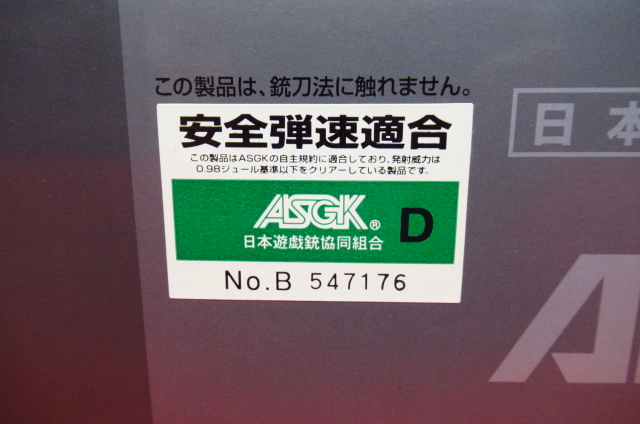 この製品は、銃刀法に触れません。
日本
安全弾速適合
この製品はASGKの自主規約に適合しており、発射威力は
0.98ジュール基準以下をクリアーしている製品です。
ASGK® D
日本遊戯銃協同組合
No.B 547176
A